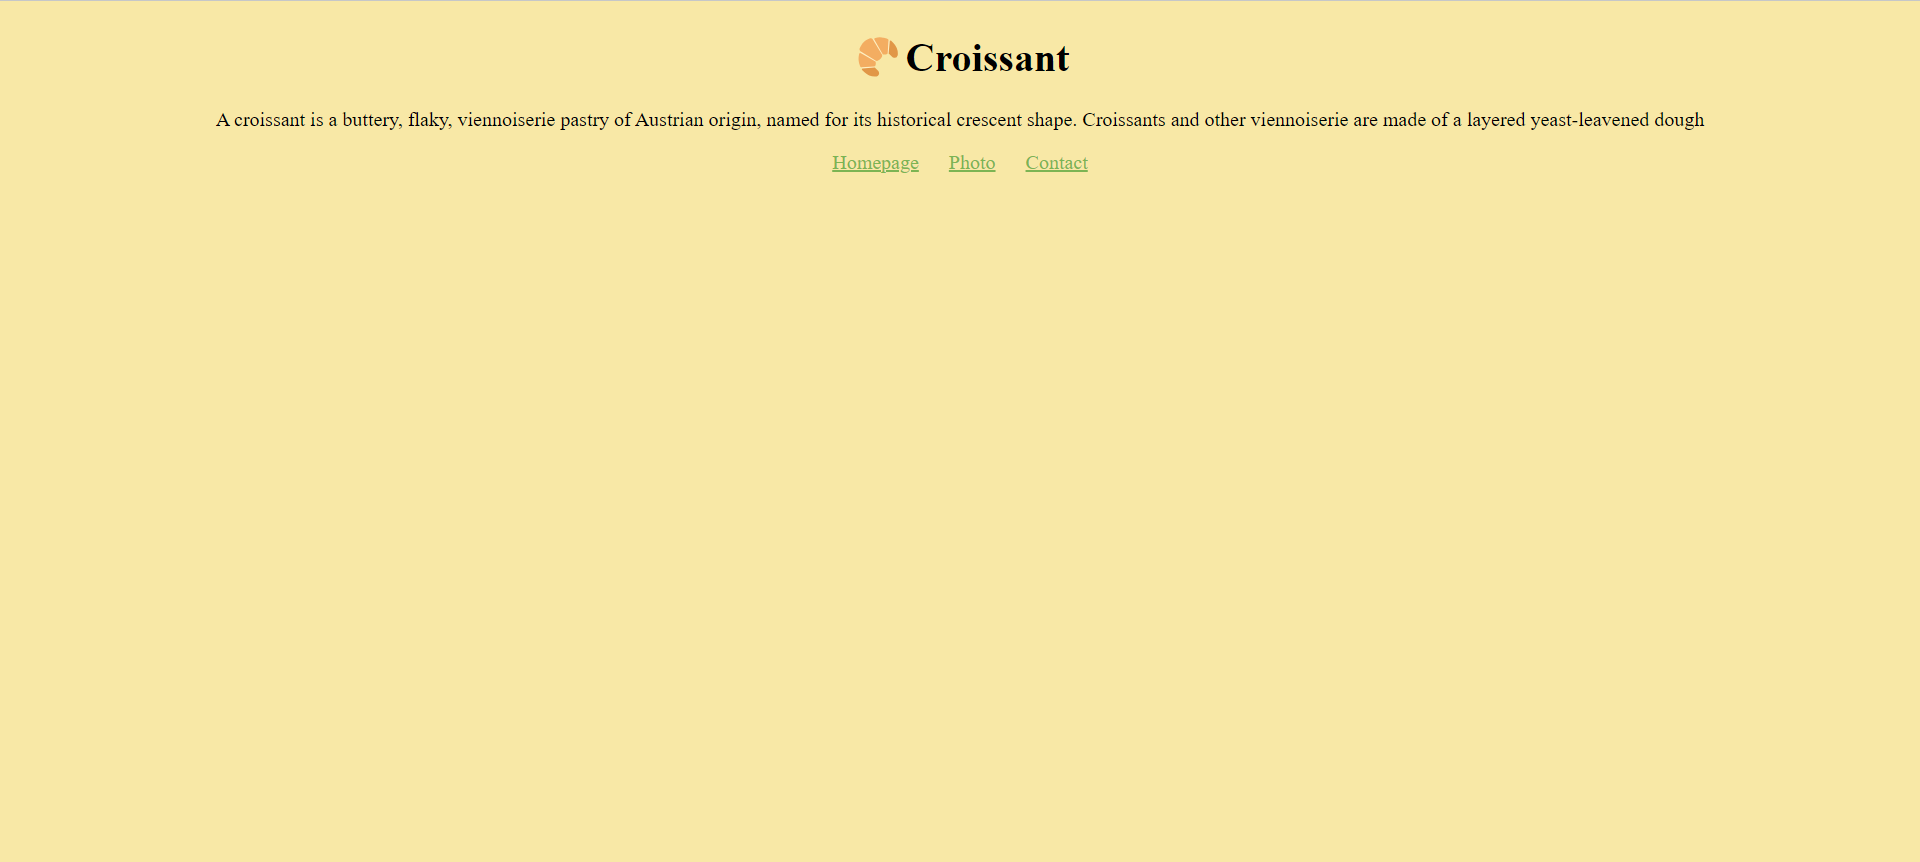 Croissant
A croissant is a buttery, flaky, viennoiserie pastry of Austrian origin, named for its historical crescent shape. Croissants and other viennoiserie are made of a layered yeast-leavened dough
Homepage Photo Contact